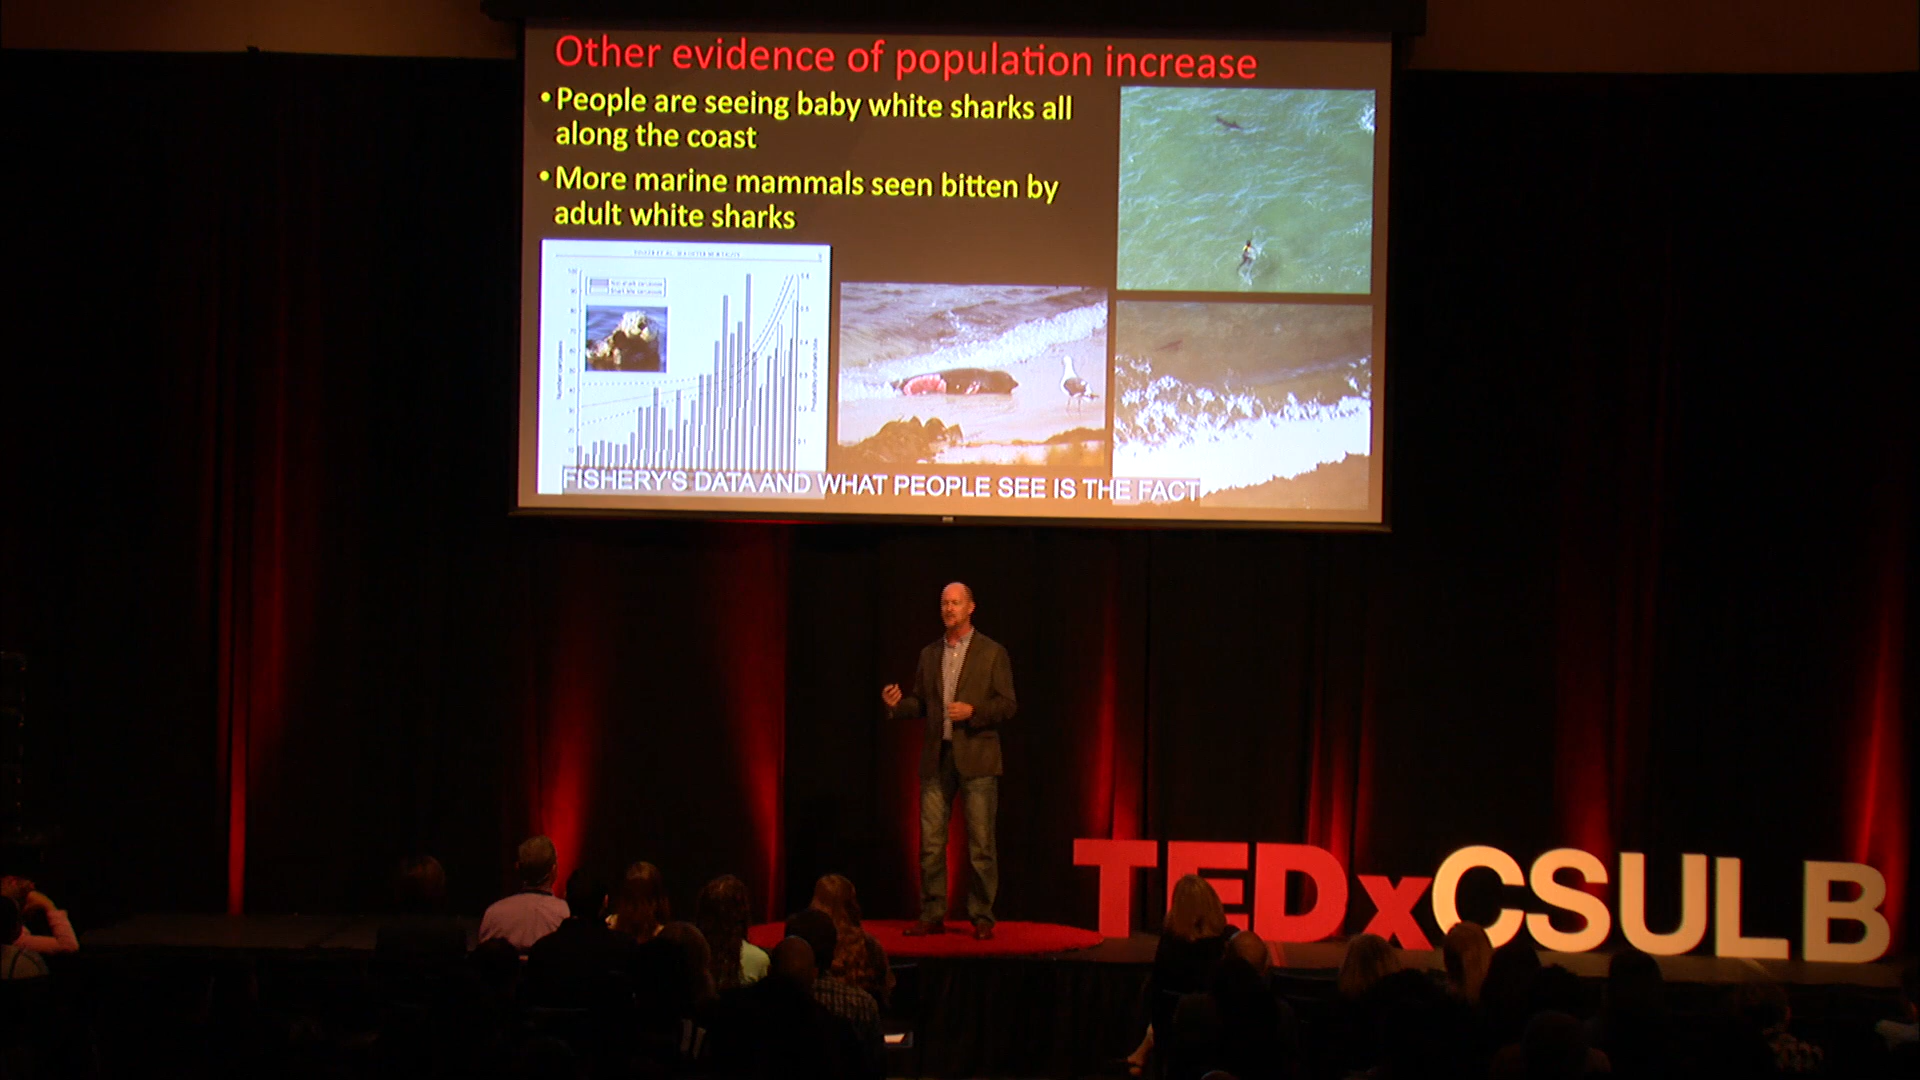 Other evidence of population increase
• People are seeing baby white sharks all
along the coast
• More marine mammals seen bitten by
adult white sharks
FISHERY'S DATA AND WHAT PEOPLE SEE IS THE FACT
TEDxCSULB